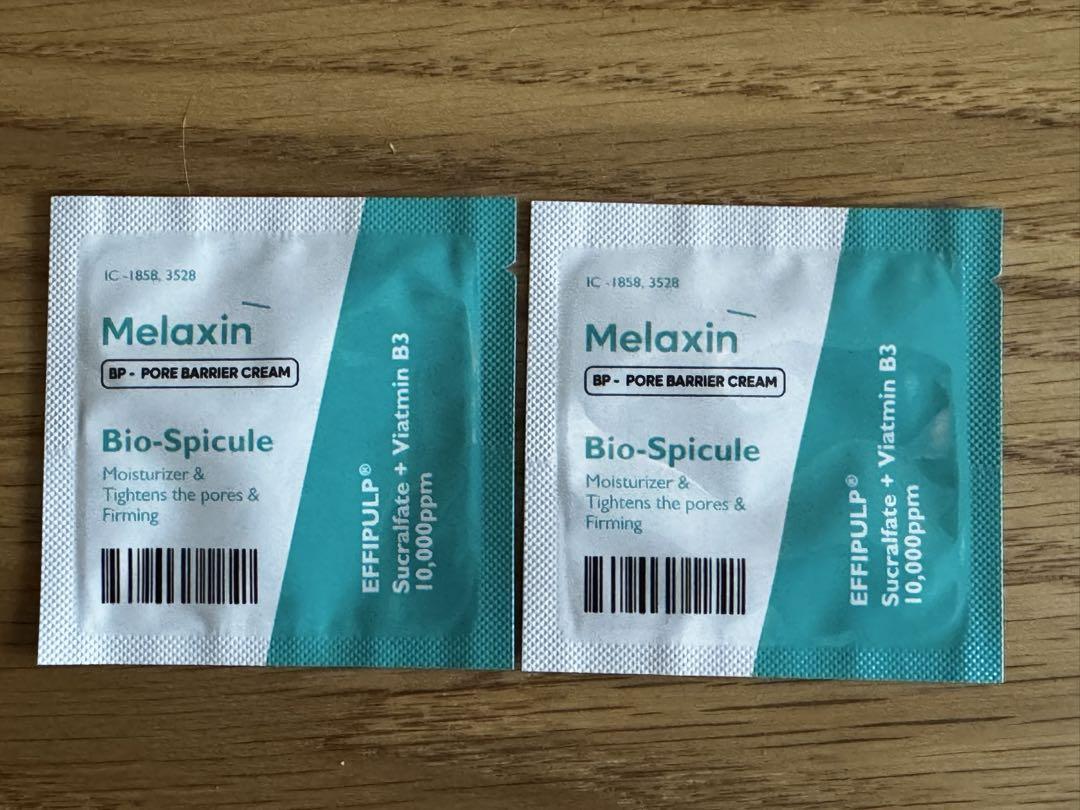 IC -1858, 3528
Melaxin
BP - PORE BARRIER CREAM
Bio-Spicule
Moisturizer &
Tightens the pores &
Firming
EFFIPULP®
Sucralfate + Viatmin B3
10,000ppm
IC -1858, 3528
Melaxin
BP - PORE BARRIER CREAM
Bio-Spicule
Moisturizer &
Tightens the pores &
Firming
EFFIPULP®
Sucralfate + Viatmin B3
10,000ppm